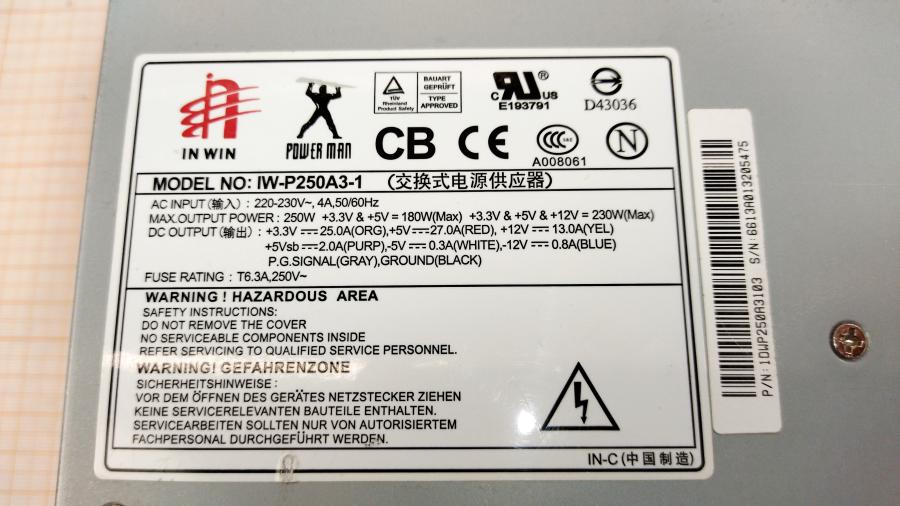 IN WIN
POWER MAN
TÜV
Rheinland
Product Safety
BAUART
GEPRÜFT
TYPE
APPROVED
C RU US
E193791
D43036
CB CE
CCC
A008061
N
MODEL NO: IW-P250A3-1 (交换式电源供应器)
AC INPUT(输入): 220-230V~, 4A,50/60Hz
MAX.OUTPUT POWER: 250W +3.3V & +5V = 180W(Max) +3.3V & +5V & +12V = 230W(Max)
DC OUTPUT (输出): +3.3V ⎓ 25.0A(ORG),+5V ⎓ 27.0A(RED), +12V ⎓ 13.0A(YEL)
+5Vsb ⎓ 2.0A(PURP),-5V ⎓ 0.3A(WHITE),-12V ⎓ 0.8A(BLUE)
P.G.SIGNAL(GRAY),GROUND(BLACK)
FUSE RATING: T6.3A,250V~
WARNING! HAZARDOUS AREA
SAFETY INSTRUCTIONS:
DO NOT REMOVE THE COVER
NO SERVICEABLE COMPONENTS INSIDE
REFER SERVICING TO QUALIFIED SERVICE PERSONNEL.
WARNUNG! GEFAHRENZONE
SICHERHEITSHINWEISE:
VOR DEM ÖFFNEN DES GERÄTES NETZSTECKER ZIEHEN
KEINE SERVICERELEVANTEN BAUTEILE ENTHALTEN.
SERVICEARBEITEN SOLLTEN NUR VON AUTORISIERTEM
FACHPERSONAL DURCHGEFÜHRT WERDEN.
IN-C (中国制造)
P/N:1DWP250A3103 S/N:6613A013205475